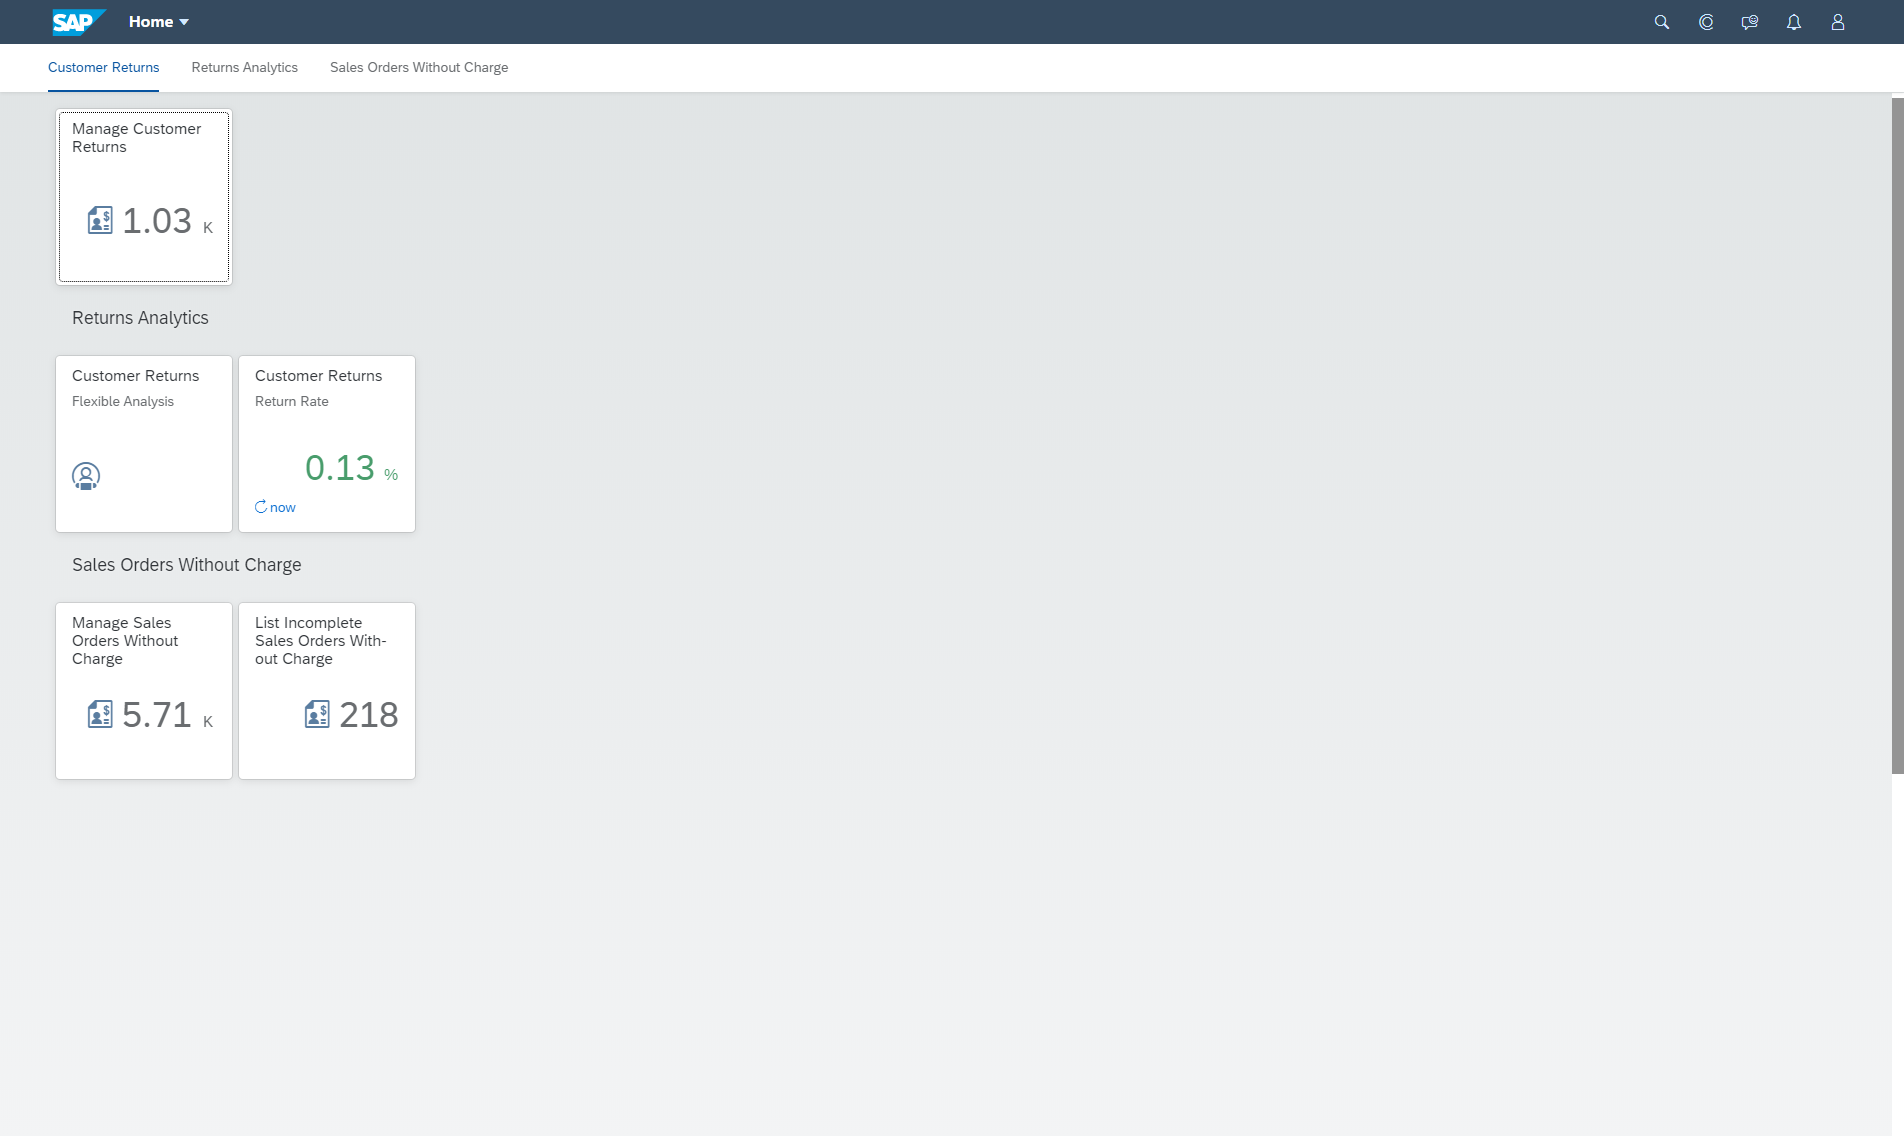 SAP Home
Customer Returns Returns Analytics Sales Orders Without Charge
Manage Customer
Returns
1.03 K
Returns Analytics
Customer Returns
Flexible Analysis
Customer Returns
Return Rate
0.13 %
now
Sales Orders Without Charge
Manage Sales
Orders Without
Charge
5.71 K
List Incomplete
Sales Orders With-
out Charge
218